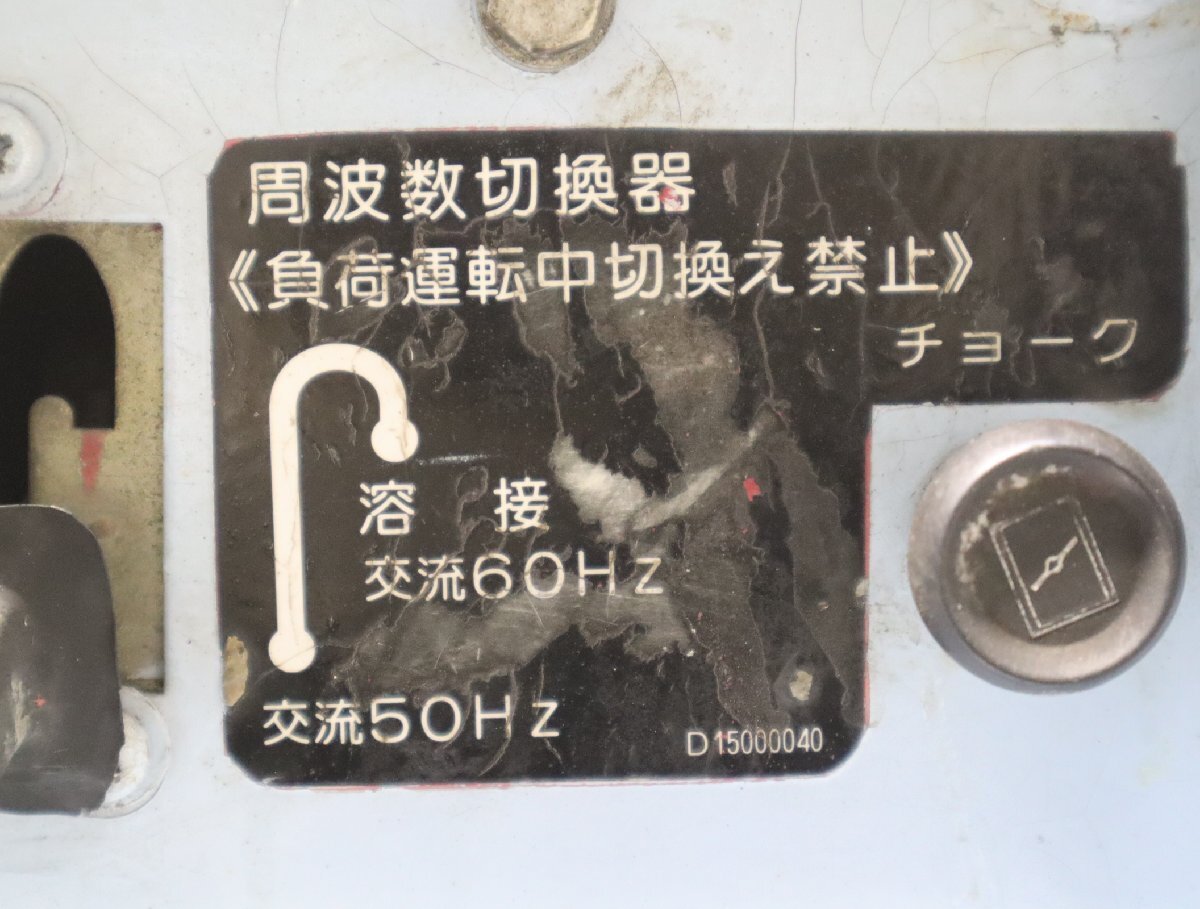 周波数切換器
《負荷運転中切換え禁止》
チョーク
溶 接
交流60Hz
交流50Hz
D15000040